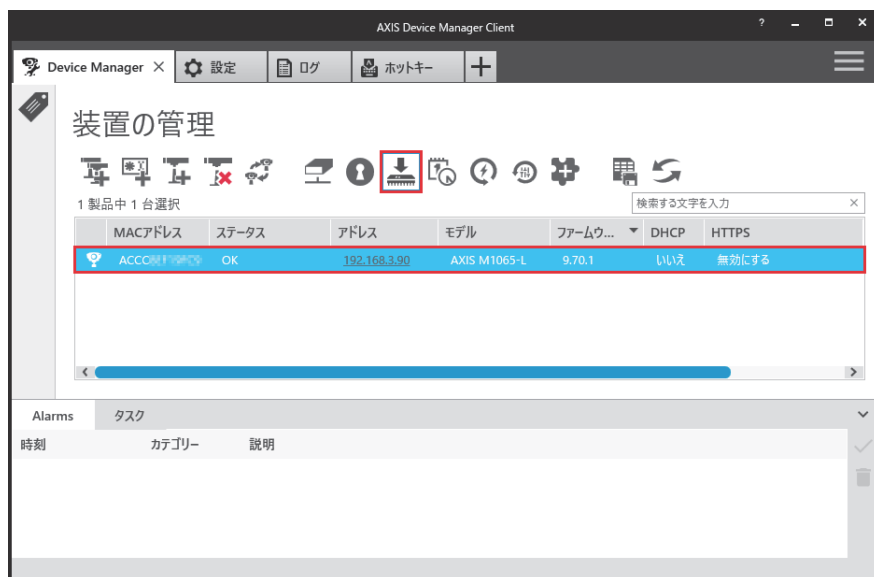 AXIS Device Manager Client ?
Device Manager 設定 ログ ホットキー
装置の管理
1 製品中 1 台選択 検索する文字を入力
MACアドレス ステータス アドレス モデル ファームウ... DHCP HTTPS
ACCC OK 192.168.3.90 AXIS M1065-L 9.70.1 いいえ 無効にする
Alarms タスク
時刻 カテゴリー 説明